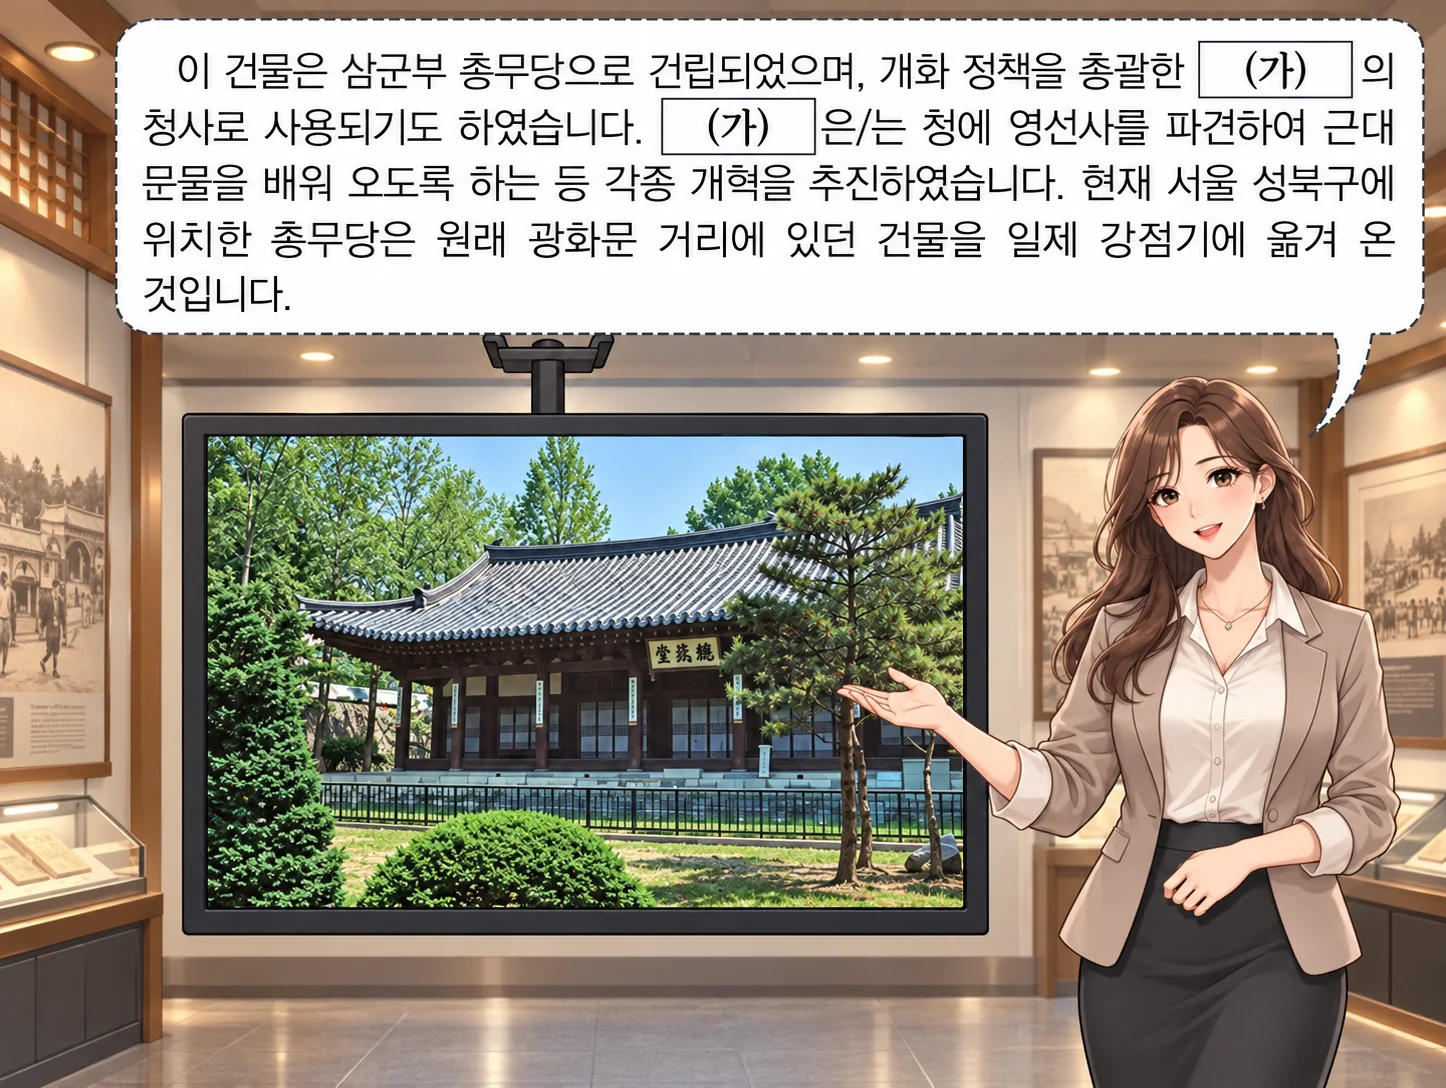 이 건물은 삼군부 총무당으로 건립되었으며, 개화 정책을 총괄한 (가) 의
청사로 사용되기도 하였습니다. (가) 은/는 청에 영선사를 파견하여 근대
문물을 배워 오도록 하는 등 각종 개혁을 추진하였습니다. 현재 서울 성북구에
위치한 총무당은 원래 광화문 거리에 있던 건물을 일제 강점기에 옮겨 온
것입니다.